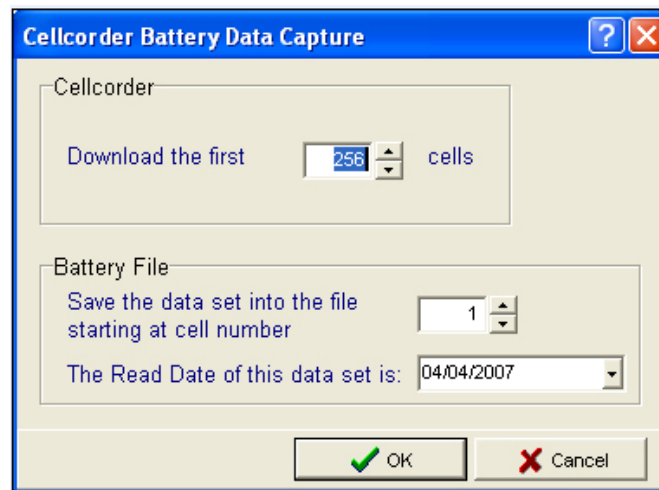 Cellcorder Battery Data Capture
Cellcorder
Download the first 256 cells
Battery File
Save the data set into the file
starting at cell number 1
The Read Date of this data set is: 04/04/2007
OK Cancel